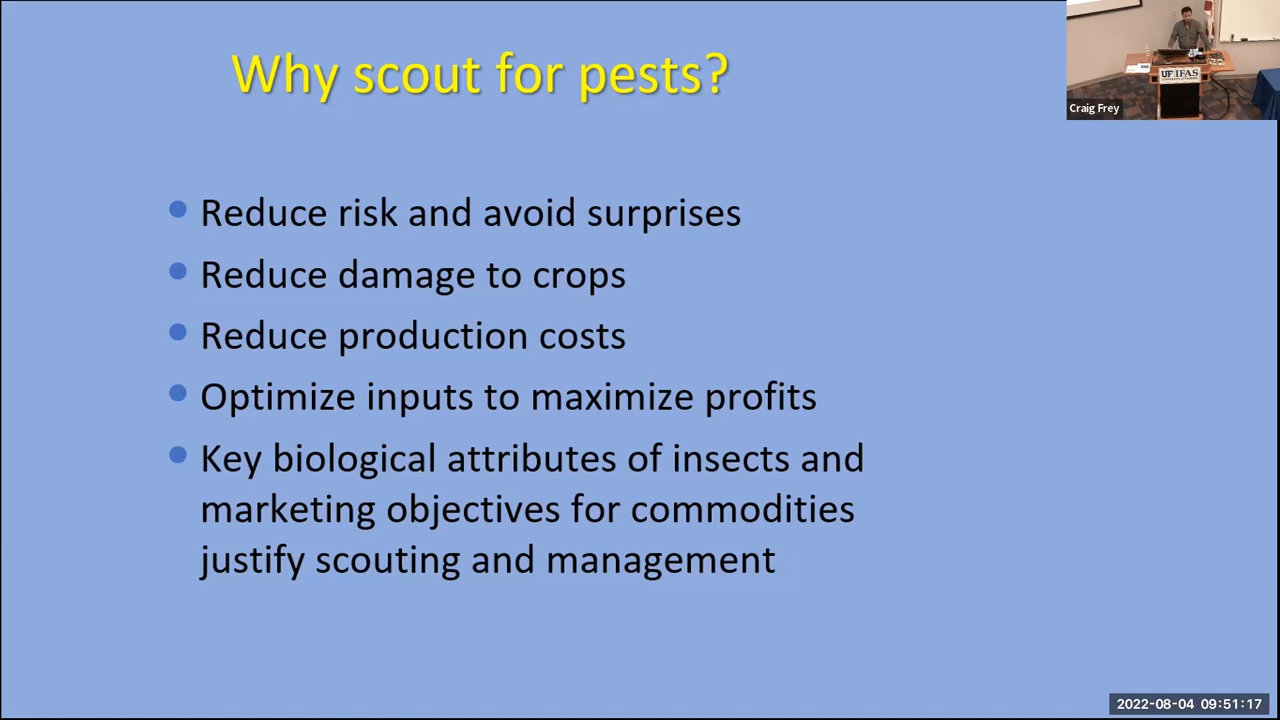 Why scout for pests?
UF IFAS
Craig Frey
Reduce risk and avoid surprises
Reduce damage to crops
Reduce production costs
Optimize inputs to maximize profits
Key biological attributes of insects and
marketing objectives for commodities
justify scouting and management
2022-08-04 09:51:17